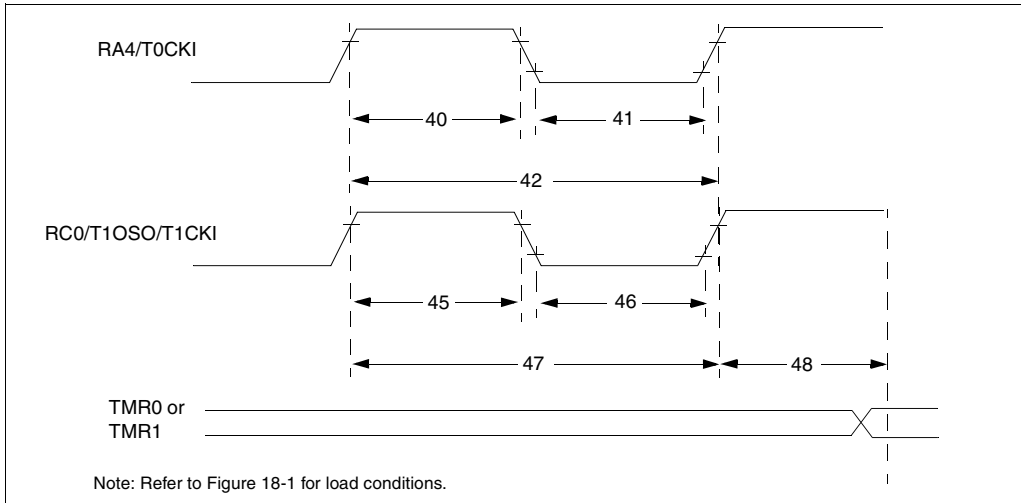 RA4/T0CKI
40
41
42
RC0/T1OSO/T1CKI
45
46
47
48
TMR0 or
TMR1
Note: Refer to Figure 18-1 for load conditions.